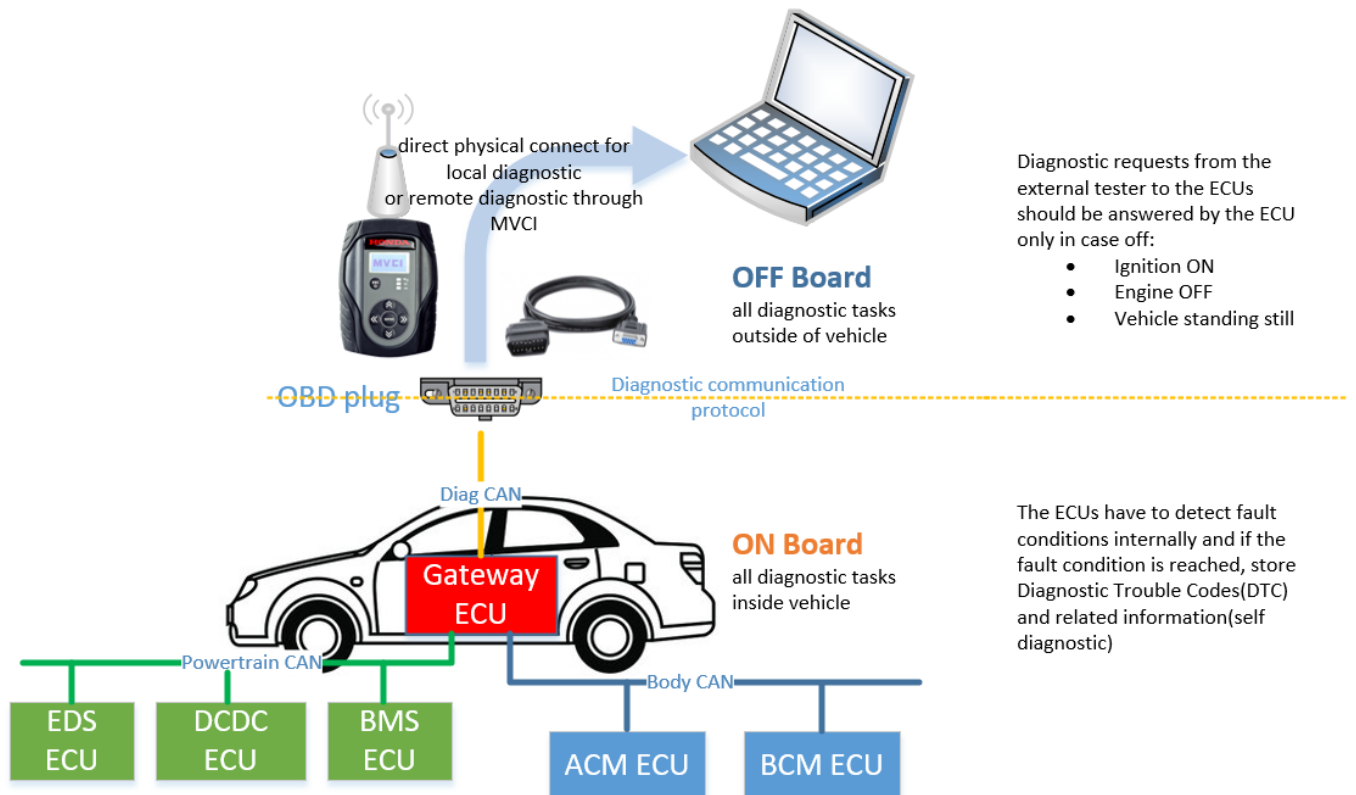 direct physical connect for
local diagnostic
or remote diagnostic through
MVCI
HONDA
MVCI
OFF Board
all diagnostic tasks
outside of vehicle
Diagnostic requests from the
external tester to the ECUs
should be answered by the ECU
only in case off:
• Ignition ON
• Engine OFF
• Vehicle standing still
OBD plug
Diagnostic communication
protocol
Diag CAN
Gateway
ECU
ON Board
all diagnostic tasks
inside vehicle
The ECUs have to detect fault
conditions internally and if the
fault condition is reached, store
Diagnostic Trouble Codes(DTC)
and related information(self
diagnostic)
Powertrain CAN
Body CAN
EDS
ECU
DCDC
ECU
BMS
ECU
ACM ECU
BCM ECU